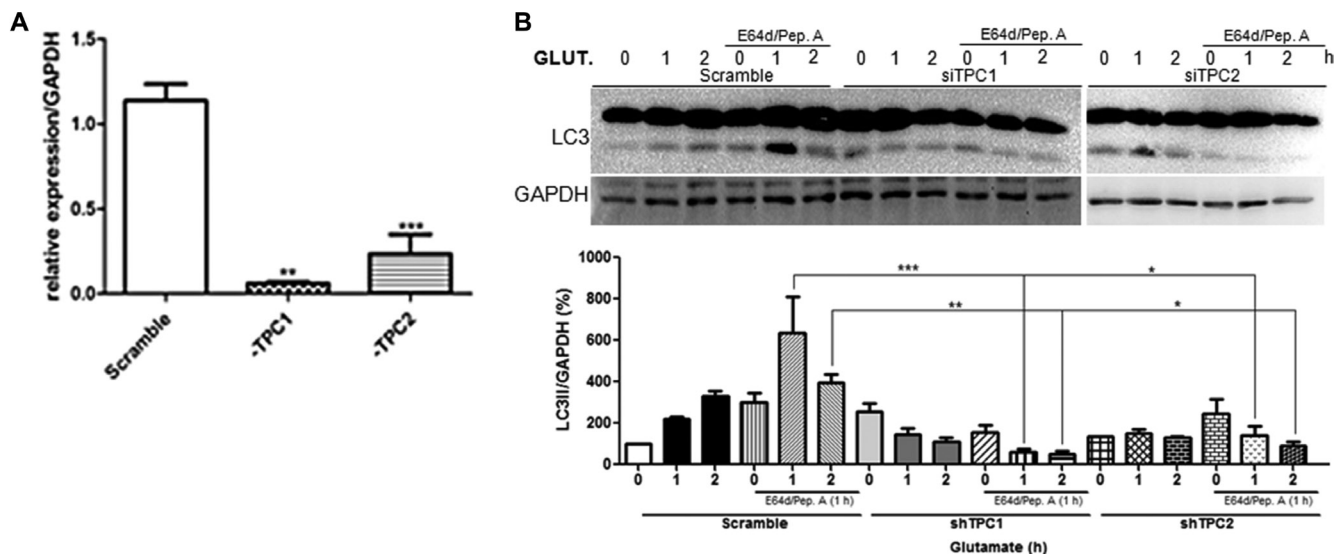 A
relative expression/GAPDH
1.5
1.0
0.5
0.0
**
***
Scramble
-TPC1
-TPC2
B
E64d/Pep. A E64d/Pep. A E64d/Pep. A
GLUT. 0 1 2 0 1 2 0 1 2 0 1 2 0 1 2 0 1 2 h
Scramble siTPC1 siTPC2
LC3
GAPDH
LC3II/GAPDH (%)
1000
800
600
400
200
0
*** *
** *
0 1 2 0 1 2 0 1 2 0 1 2 0 1 2 0 1 2
E64d/Pep. A (1 h) E64d/Pep. A (1 h) E64d/Pep. A (1 h)
Scramble shTPC1 shTPC2
Glutamate (h)